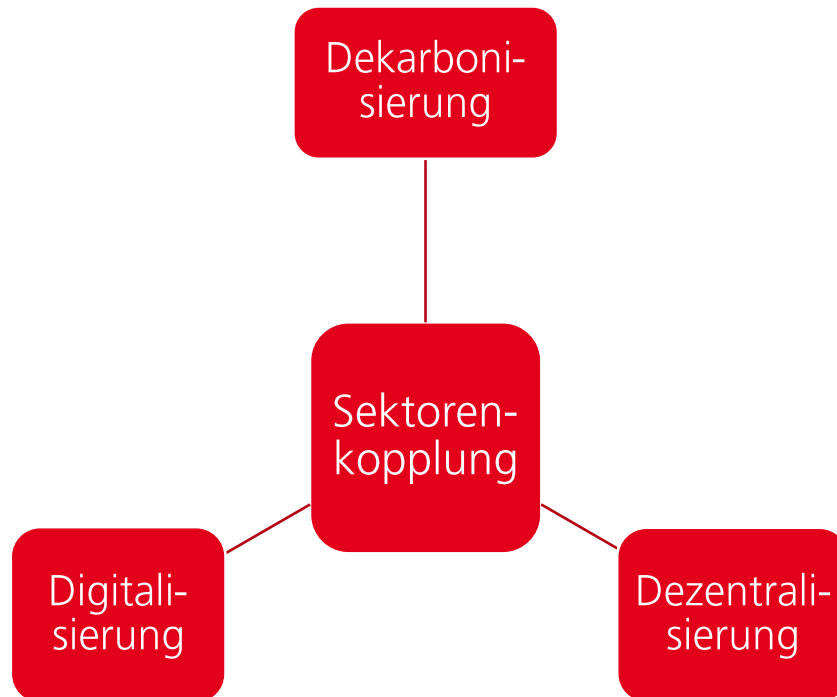 Dekarboni-
sierung
Sektoren-
kopplung
Digitali-
sierung
Dezentrali-
sierung